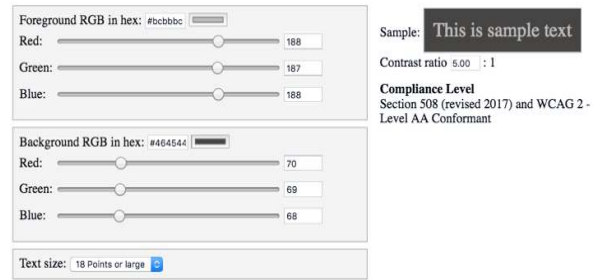 Foreground RGB in hex: #bcbbbc
Red: 188
Green: 187
Blue: 188
Background RGB in hex: #464544
Red: 70
Green: 69
Blue: 68
Text size: 18 Points or large
Sample: This is sample text
Contrast ratio 5.00 : 1
Compliance Level
Section 508 (revised 2017) and WCAG 2 -
Level AA Conformant